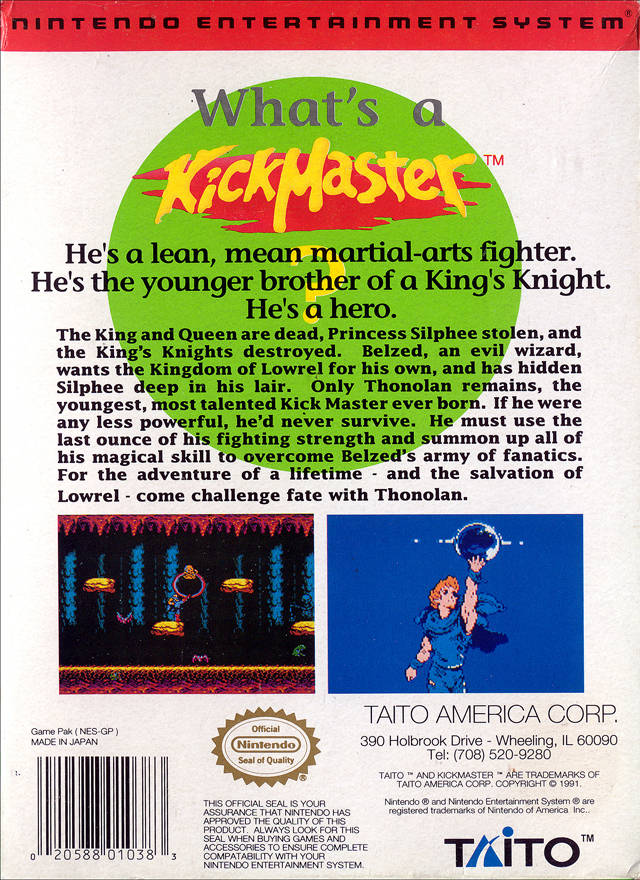 NINTENDO ENTERTAINMENT SYSTEM®
What's a
KickMaster™
?
He's a lean, mean martial-arts fighter.
He's the younger brother of a King's Knight.
He's a hero.
The King and Queen are dead, Princess Silphee stolen, and
the King's Knights destroyed. Belzed, an evil wizard,
wants the Kingdom of Lowrel for his own, and has hidden
Silphee deep in his lair. Only Thonolan remains, the
youngest, most talented Kick Master ever born. If he were
any less powerful, he'd never survive. He must use the
last ounce of his fighting strength and summon up all of
his magical skill to overcome Belzed's army of fanatics.
For the adventure of a lifetime - and the salvation of
Lowrel - come challenge fate with Thonolan.
Game Pak ( NES-GP )
MADE IN JAPAN
0 20588 01038 3
Official
Nintendo
Seal of Quality
®
THIS OFFICIAL SEAL IS YOUR
ASSURANCE THAT NINTENDO HAS
APPROVED THE QUALITY OF THIS
PRODUCT. ALWAYS LOOK FOR THIS
SEAL WHEN BUYING GAMES AND
ACCESSORIES TO ENSURE COMPLETE
COMPATABILITY WITH YOUR
NINTENDO ENTERTAINMENT SYSTEM.
TAITO AMERICA CORP.
390 Holbrook Drive - Wheeling, IL 60090
Tel: (708) 520-9280
TAITO ™ AND KICKMASTER ™ ARE TRADEMARKS OF
TAITO AMERICA CORP. COPYRIGHT © 1991.
Nintendo ® and Nintendo Entertainment System ® are
registered trademarks of Nintendo of America Inc..
TAITO™